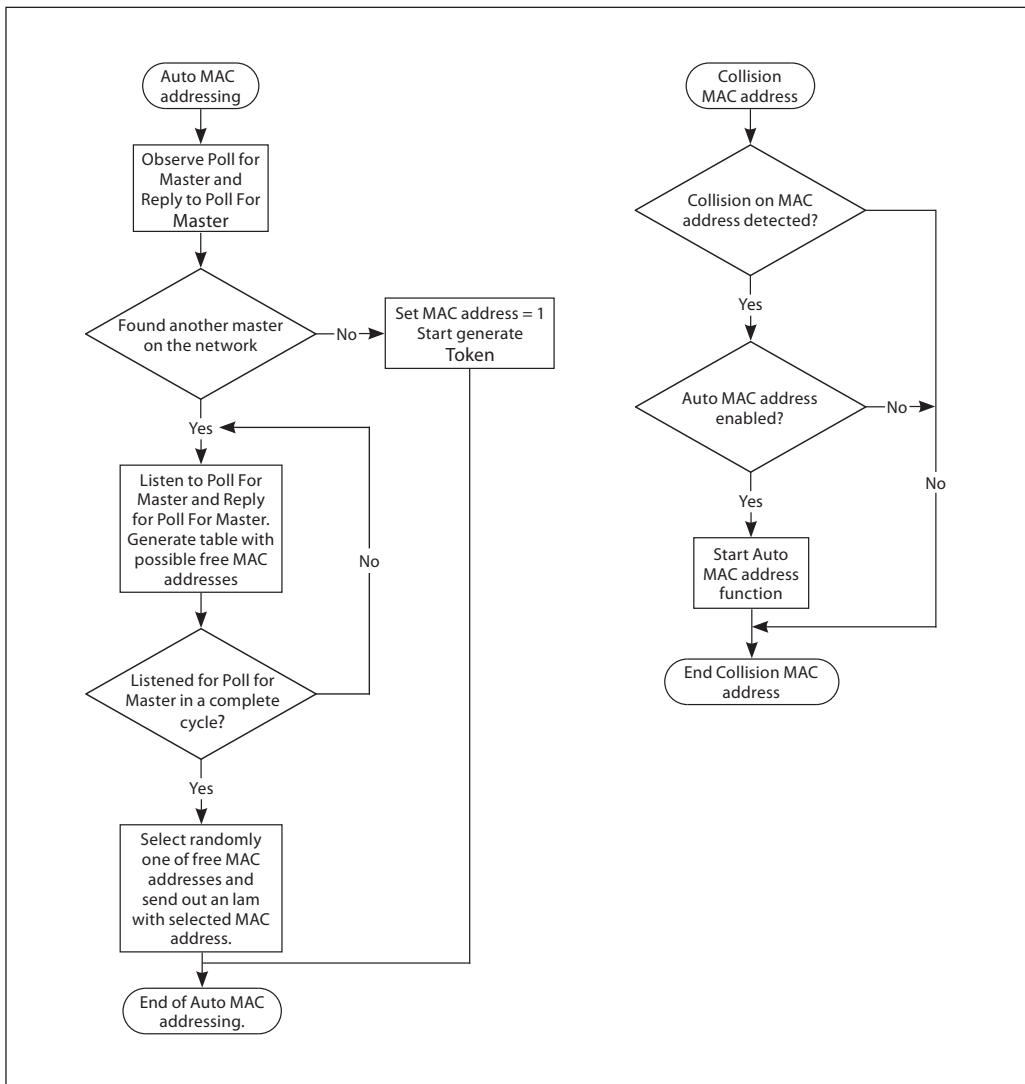 Auto MAC
addressing
Observe Poll for
Master and
Reply to Poll For
Master
Found another master
on the network
No
Set MAC address = 1
Start generate
Token
Yes
Listen to Poll For
Master and Reply
for Poll For Master.
Generate table with
possible free MAC
addresses
No
Listened for Poll for
Master in a complete
cycle?
Yes
Select randomly
one of free MAC
addresses and
send out an Iam
with selected MAC
address.
End of Auto MAC
addressing.
Collision
MAC address
Collision on MAC
address detected?
Yes
Auto MAC address
enabled?
No
No
Yes
Start Auto
MAC address
function
End Collision MAC
address